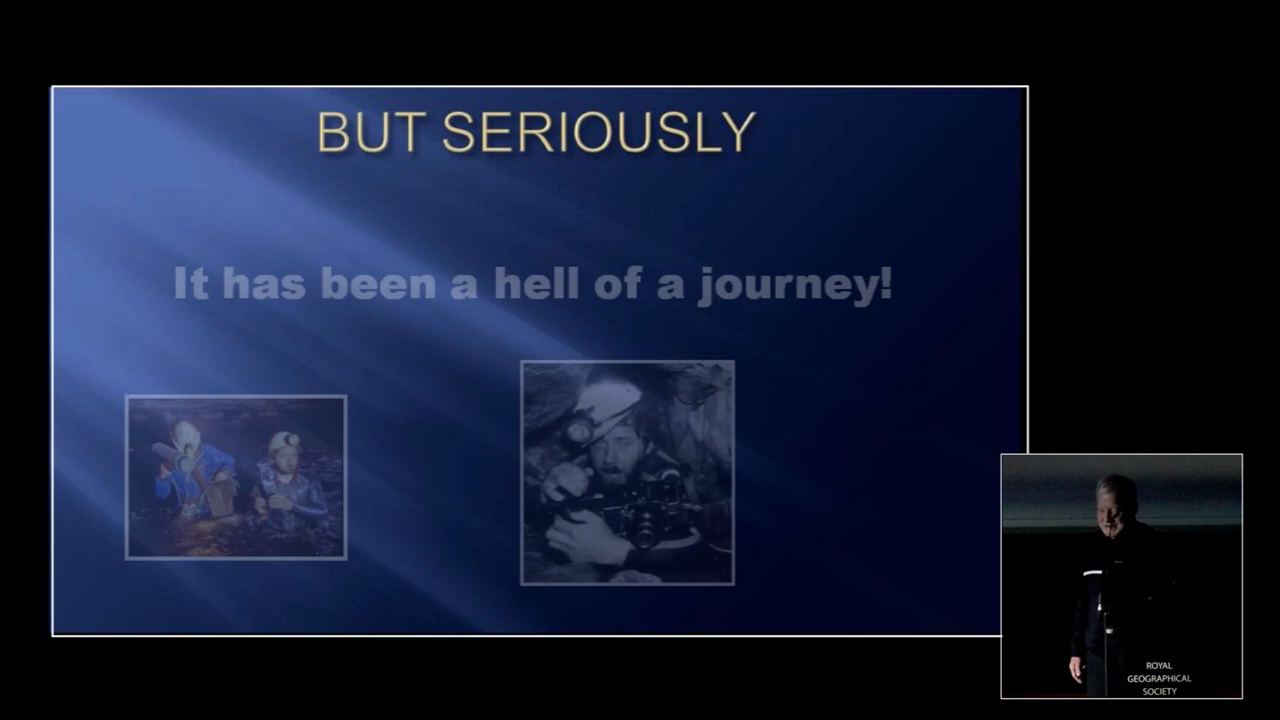 BUT SERIOUSLY
It has been a hell of a journey!
ROYAL
GEOGRAPHICAL
SOCIETY